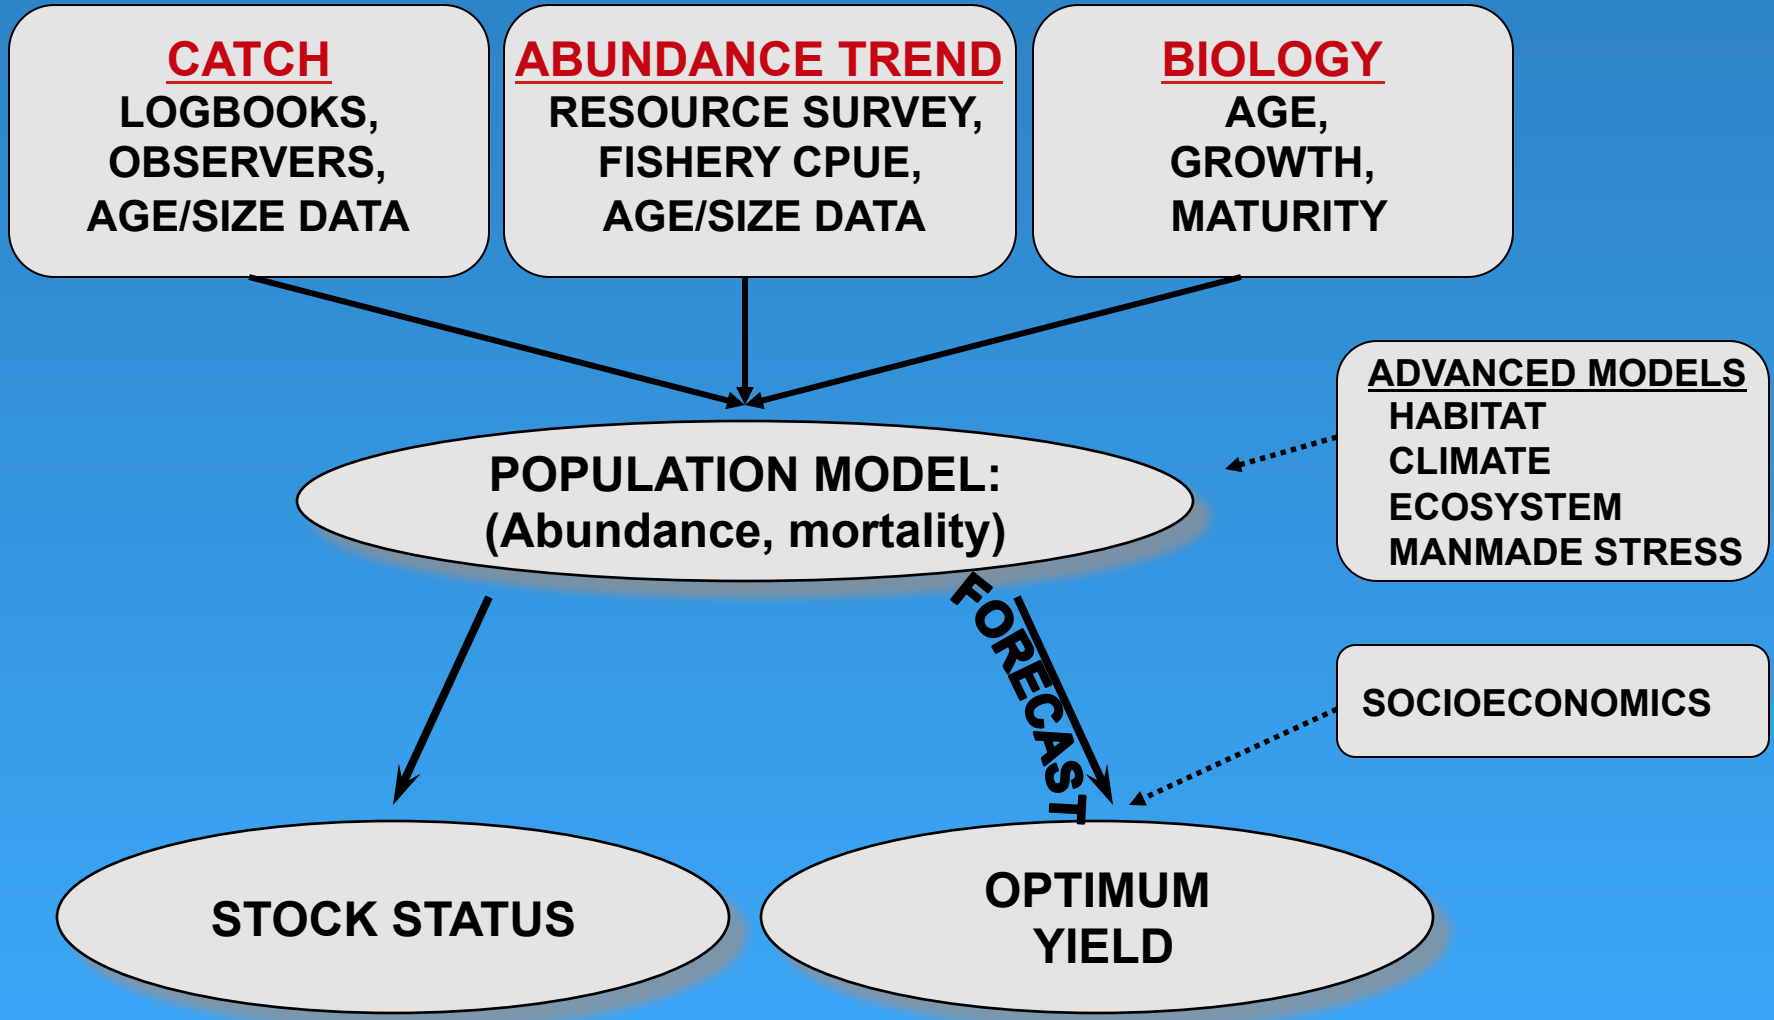 CATCH
LOGBOOKS,
OBSERVERS,
AGE/SIZE DATA
ABUNDANCE TREND
RESOURCE SURVEY,
FISHERY CPUE,
AGE/SIZE DATA
BIOLOGY
AGE,
GROWTH,
MATURITY
ADVANCED MODELS
HABITAT
CLIMATE
ECOSYSTEM
MANMADE STRESS
POPULATION MODEL:
(Abundance, mortality)
FORECAST
SOCIOECONOMICS
STOCK STATUS
OPTIMUM
YIELD